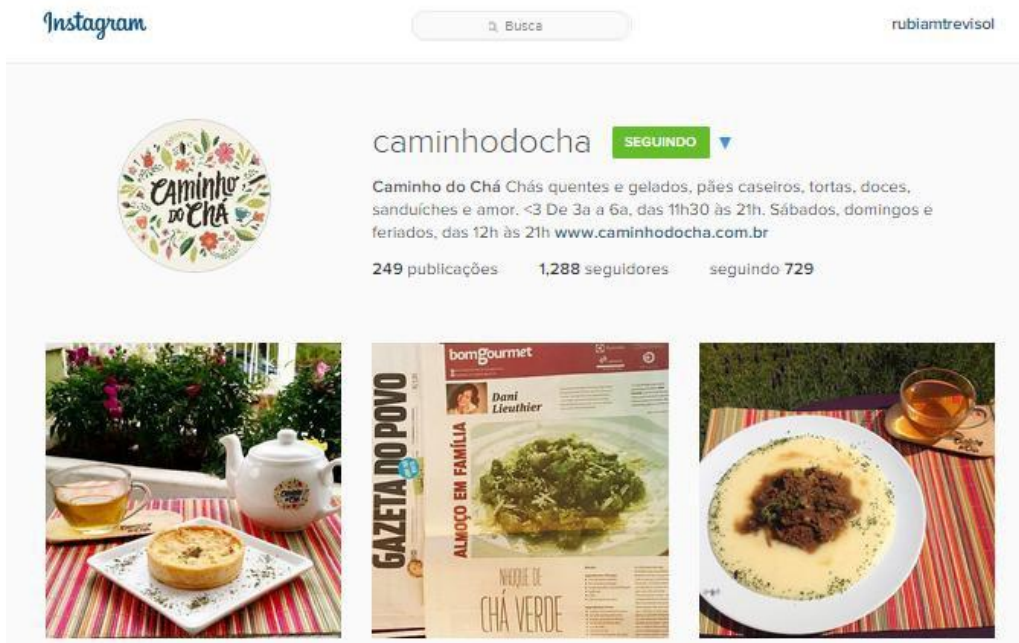 Instagram
Busca
rubiamtrevisol
CAMINHO
DO CHÁ
caminhodocha SEGUINDO
Caminho do Chá Chás quentes e gelados, pães caseiros, tortas, doces,
sanduíches e amor. <3 De 3a a 6a, das 11h30 às 21h. Sábados, domingos e
feriados, das 12h às 21h www.caminhodocha.com.br
249 publicações 1,288 seguidores seguindo 729
GAZETA DO POVO
bomgourmet
Dani
Lieuthier
ALMOÇO EM FAMÍLIA
NHOQUE DE
CHÁ VERDE